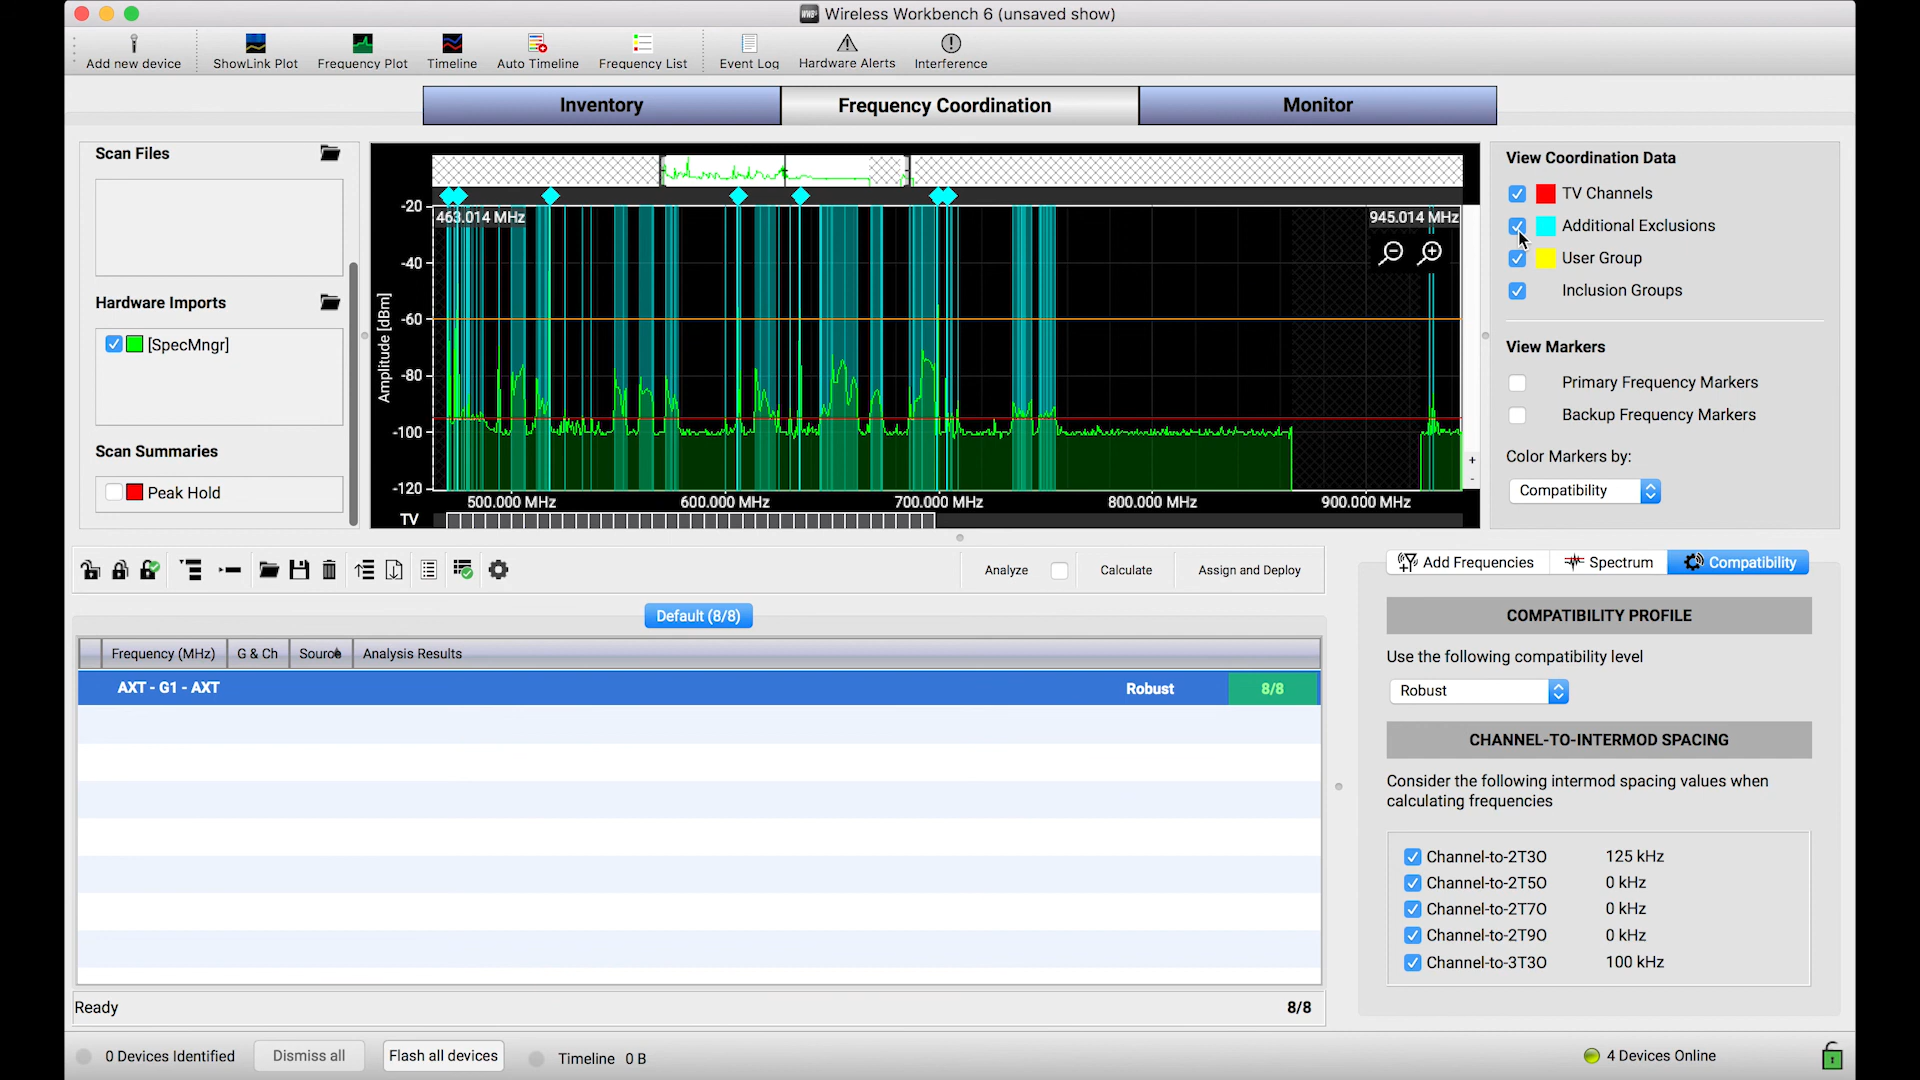 Wireless Workbench 6 (unsaved show)
Add new device
ShowLink Plot
Frequency Plot
Timeline
Auto Timeline
Frequency List
Event Log
Hardware Alerts
Interference
Inventory
Frequency Coordination
Monitor
Scan Files
Hardware Imports
[SpecMngr]
Scan Summaries
Peak Hold
Amplitude [dBm]
-20
-40
-60
-80
-100
-120
463.014 MHz
945.014 MHz
500.000 MHz
600.000 MHz
700.000 MHz
800.000 MHz
900.000 MHz
TV
+
-
View Coordination Data
TV Channels
Additional Exclusions
User Group
Inclusion Groups
View Markers
Primary Frequency Markers
Backup Frequency Markers
Color Markers by:
Compatibility
Analyze
Calculate
Assign and Deploy
Default (8/8)
Frequency (MHz)
G & Ch
Source
Analysis Results
AXT - G1 - AXT
Robust
8/8
Ready
8/8
Add Frequencies
Spectrum
Compatibility
COMPATIBILITY PROFILE
Use the following compatibility level
Robust
CHANNEL-TO-INTERMOD SPACING
Consider the following intermod spacing values when
calculating frequencies
Channel-to-2T3O 125 kHz
Channel-to-2T5O 0 kHz
Channel-to-2T7O 0 kHz
Channel-to-2T9O 0 kHz
Channel-to-3T3O 100 kHz
0 Devices Identified
Dismiss all
Flash all devices
Timeline 0 B
4 Devices Online